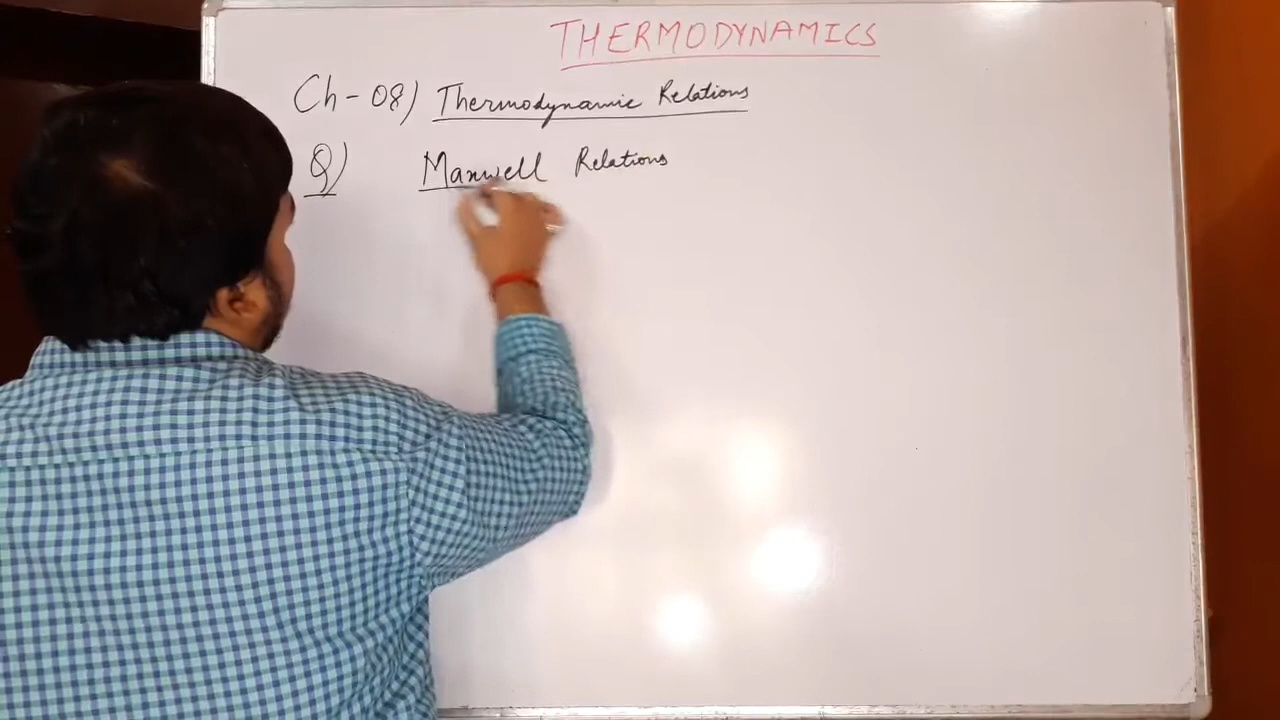 THERMODYNAMICS
Ch-08) Thermodynamic Relations
Q) Maxwell Relations